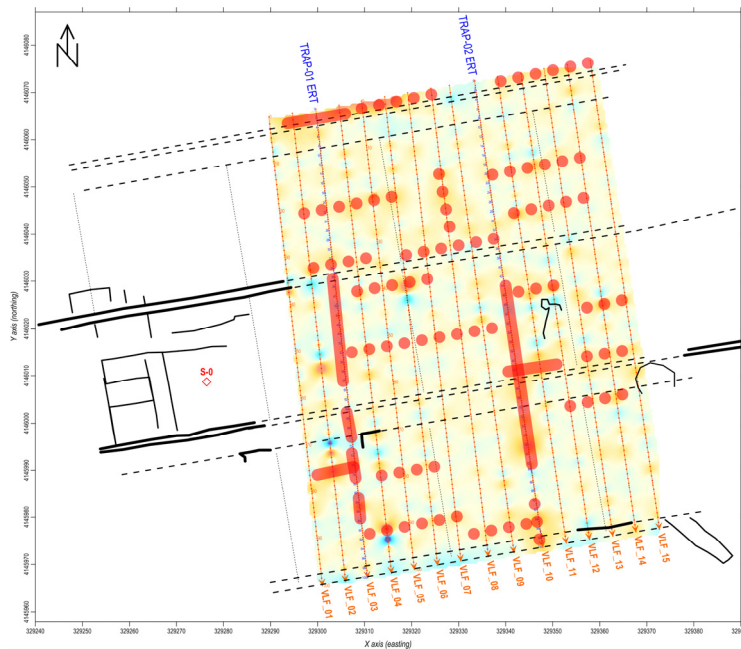 TRAP-01 ERT
TRAP-02 ERT
N
4146080
4146070
4146060
4146050
4146040
4146030
4146020
4146010
4146000
4145990
4145980
4145970
4145960
Y axis (northing)
S-0
VLF_01
VLF_02
VLF_03
VLF_04
VLF_05
VLF_06
VLF_07
VLF_08
VLF_09
VLF_10
VLF_11
VLF_12
VLF_13
VLF_14
VLF_15
329240
329250
329260
329270
329280
329290
329300
329310
329320
329330
329340
329350
329360
329370
329380
X axis (easting)